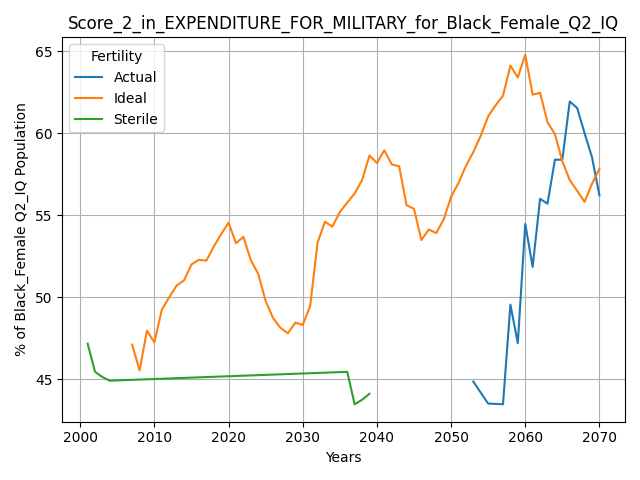 Score_2_in_EXPENDITURE_FOR_MILITARY_for_Black_Female_Q2_IQ
Fertility
Actual
Ideal
Sterile
% of Black_Female Q2_IQ Population
65
60
55
50
45
2000 2010 2020 2030 2040 2050 2060 2070
Years